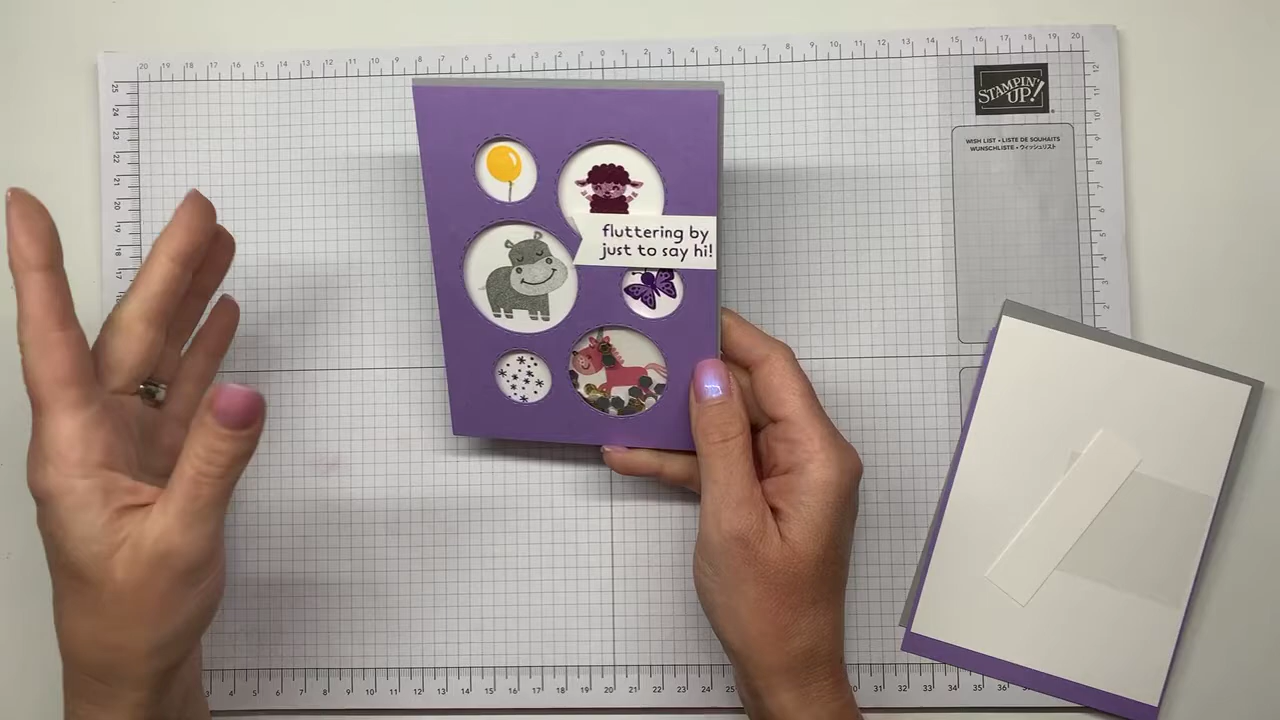 STAMPIN'
UP!
WISH LIST • LISTE DE SOUHAITS
WUNSCHLISTE • ウィッシュリスト
fluttering by
just to say hi!